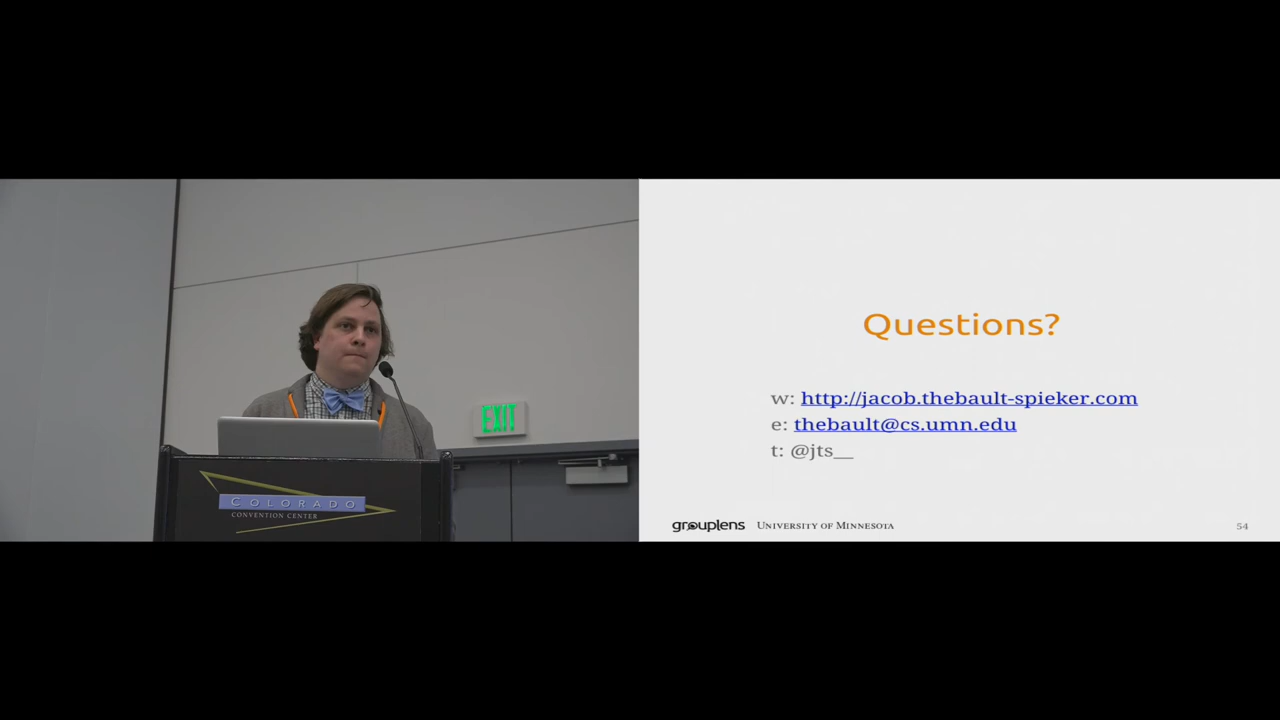 EXIT
COLORADO
CONVENTION CENTER
Questions?
w: http://jacob.thebault-spieker.com
e: thebault@cs.umn.edu
t: @jts__
grouplens UNIVERSITY OF MINNESOTA
54